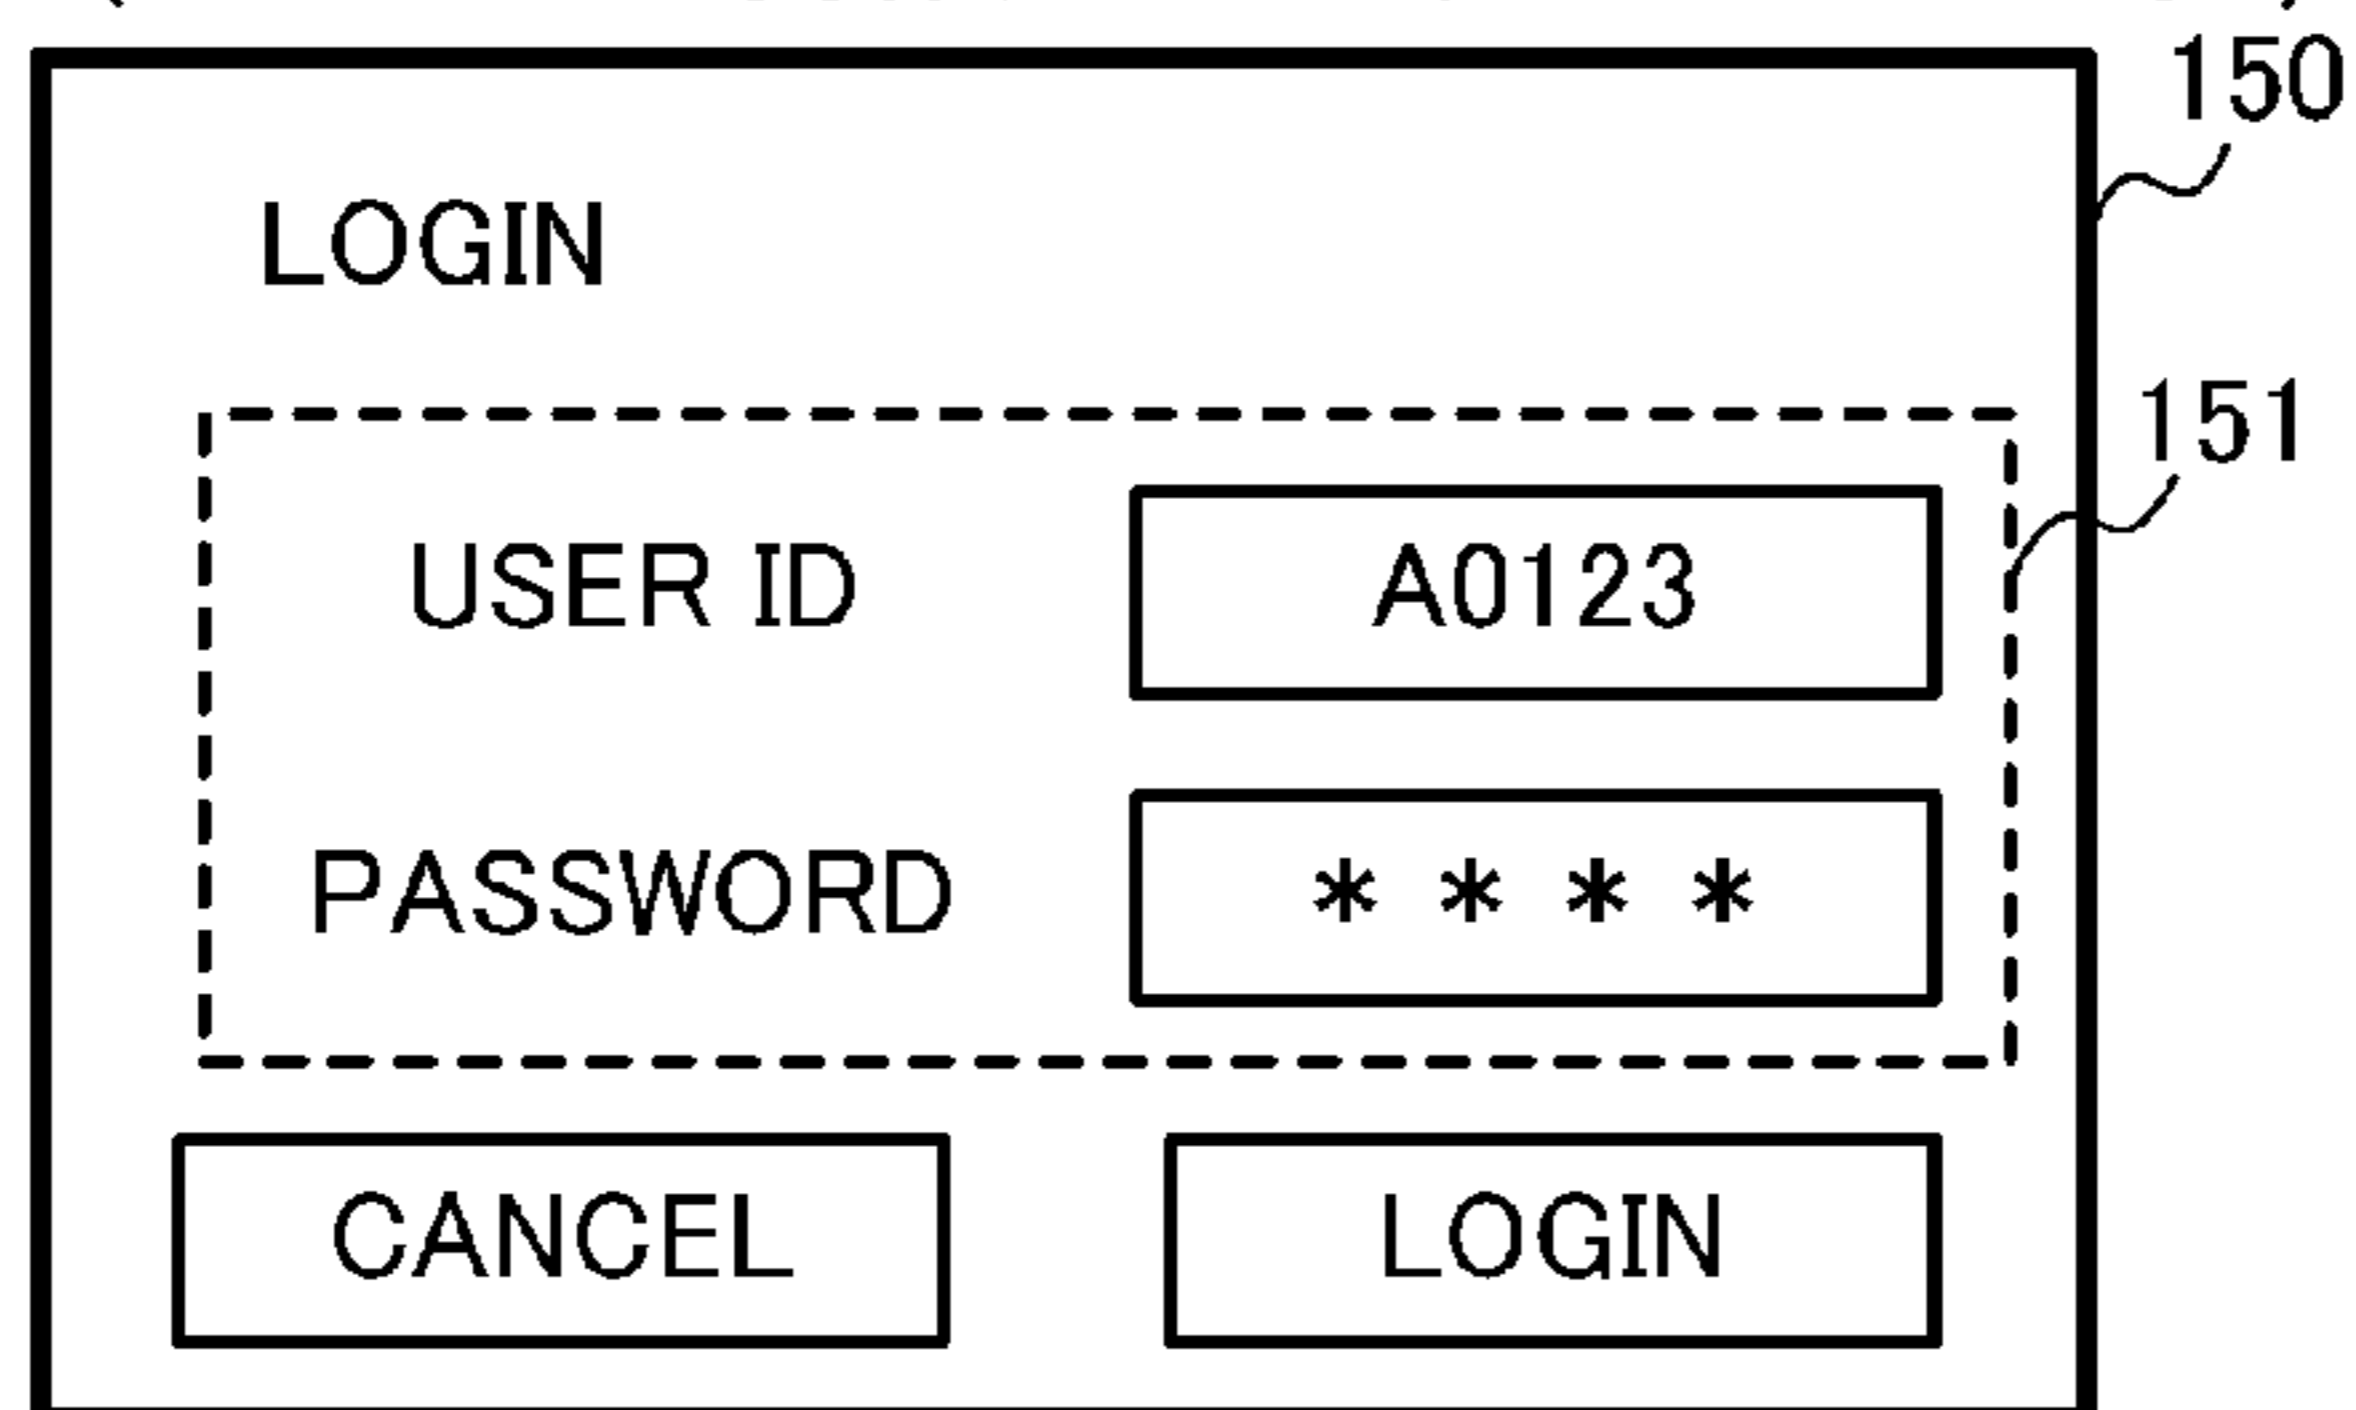 150
LOGIN
151
USER ID A0123
PASSWORD * * * *
CANCEL LOGIN